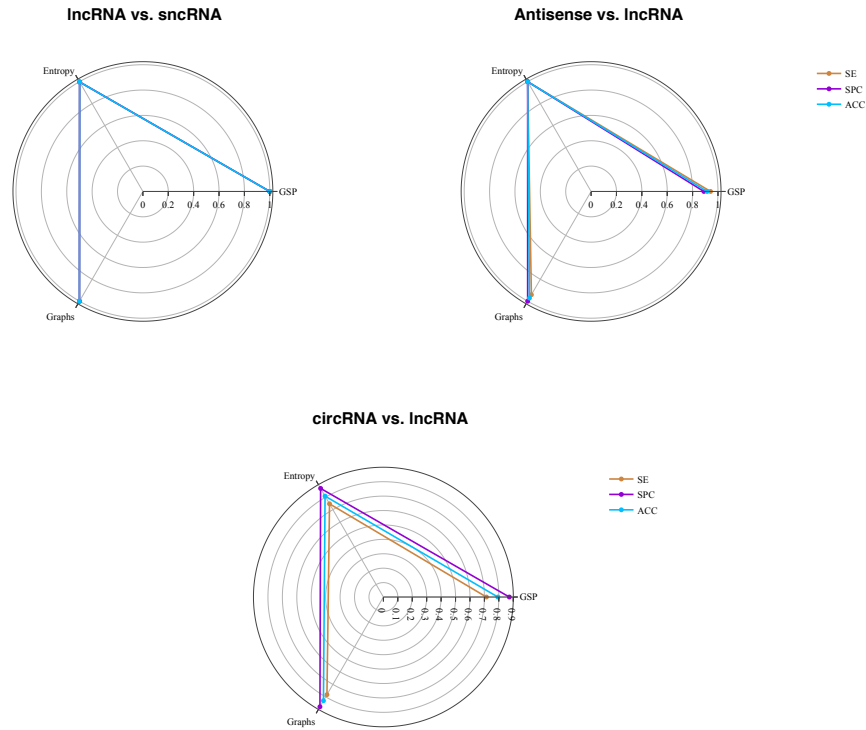 lncRNA vs. sncRNA
Entropy
GSP
0 0.2 0.4 0.6 0.8 1
Graphs
Antisense vs. lncRNA
SE
SPC
ACC
Entropy
GSP
0 0.2 0.4 0.6 0.8 1
Graphs
circRNA vs. lncRNA
SE
SPC
ACC
Entropy
GSP
0 0.1 0.2 0.3 0.4 0.5 0.6 0.7 0.8 0.9
Graphs